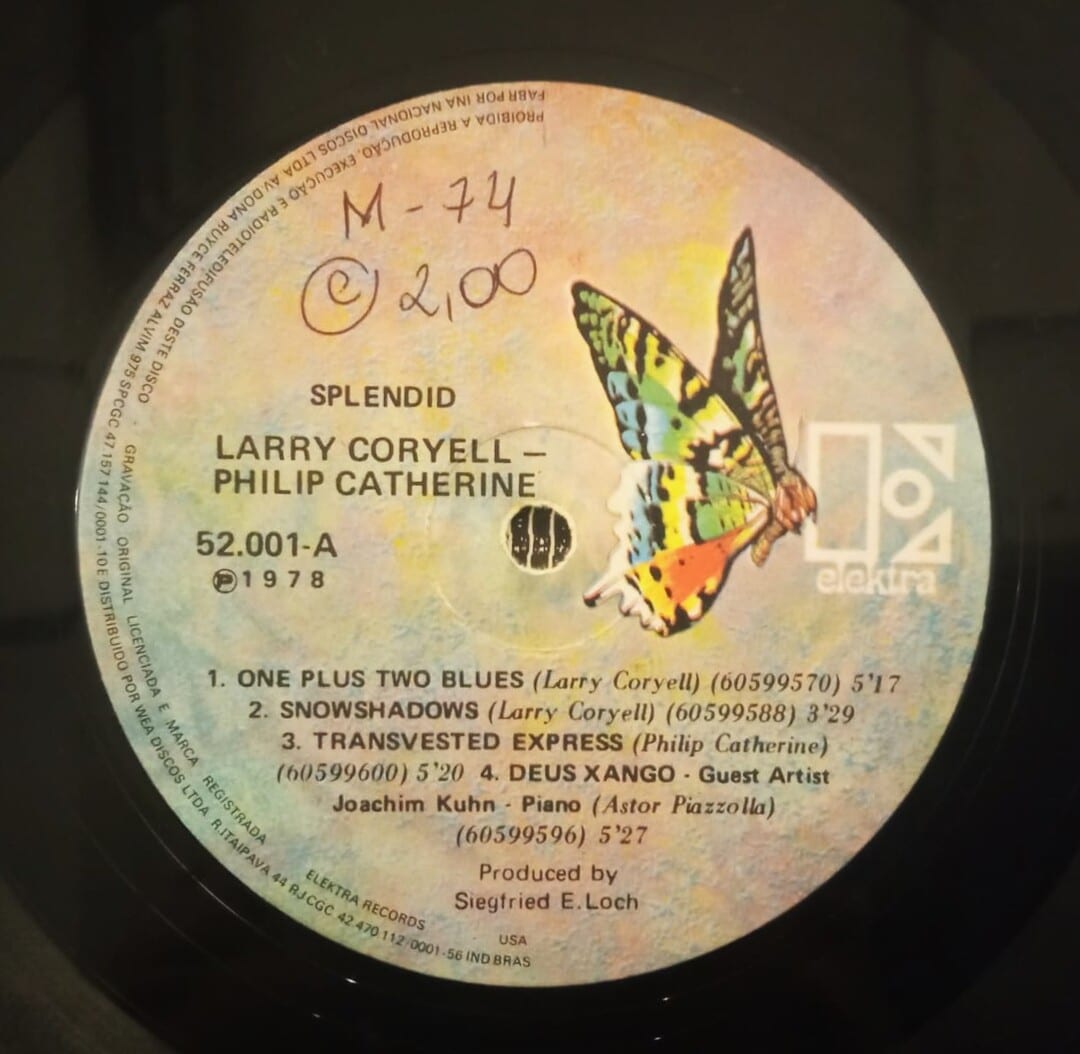 M-74
© 2,00
SPLENDID
LARRY CORYELL –
PHILIP CATHERINE
52.001-A
℗1978
elektra
1. ONE PLUS TWO BLUES (Larry Coryell) (60599570) 5'17
2. SNOWSHADOWS (Larry Coryell) (60599588) 3'29
3. TRANSVESTED EXPRESS (Philip Catherine)
(60599600) 5'20 4. DEUS XANGO - Guest Artist
Joachim Kuhn - Piano (Astor Piazzolla)
(60599596) 5'27
Produced by
Siegfried E.Loch
FABR POR INA NACIONAL DISCOS LTDA AV.DONA RUYCE FERRAZ ALVIM 975 SP CGC 47 157 144/0001-10 E DISTRIBUIDO POR WEA DISCOS LTDA R.ITAIPAVA 44 RJ CGC 42 470 112/0001-56 IND BRAS
PROIBIDA A REPRODUÇÃO, EXECUÇÃO E RADIOTELEDIFUSÃO DESTE DISCO
GRAVAÇÃO ORIGINAL LICENCIADA E MARCA REGISTRADA ELEKTRA RECORDS USA